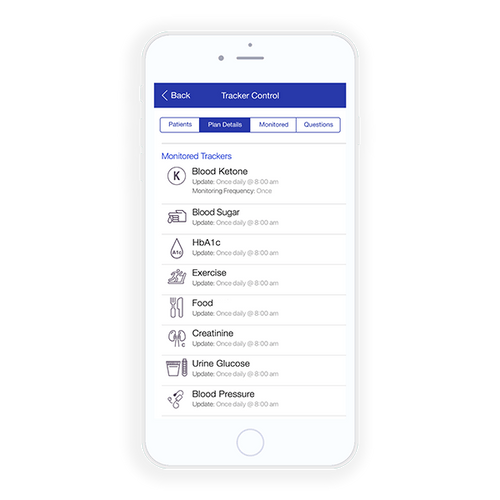 Back
Tracker Control
Patients
Plan Details
Monitored
Questions
Monitored Trackers
K
Blood Ketone
Update: Once daily @ 8:00 am
Monitoring Frequency: Once
Blood Sugar
Update: Once daily @ 8:00 am
A1c
HbA1c
Update: Once daily @ 8:00 am
Exercise
Update: Once daily @ 8:00 am
Food
Update: Once daily @ 8:00 am
C
Creatinine
Update: Once daily @ 8:00 am
Urine Glucose
Update: Once daily @ 8:00 am
Blood Pressure
Update: Once daily @ 8:00 am